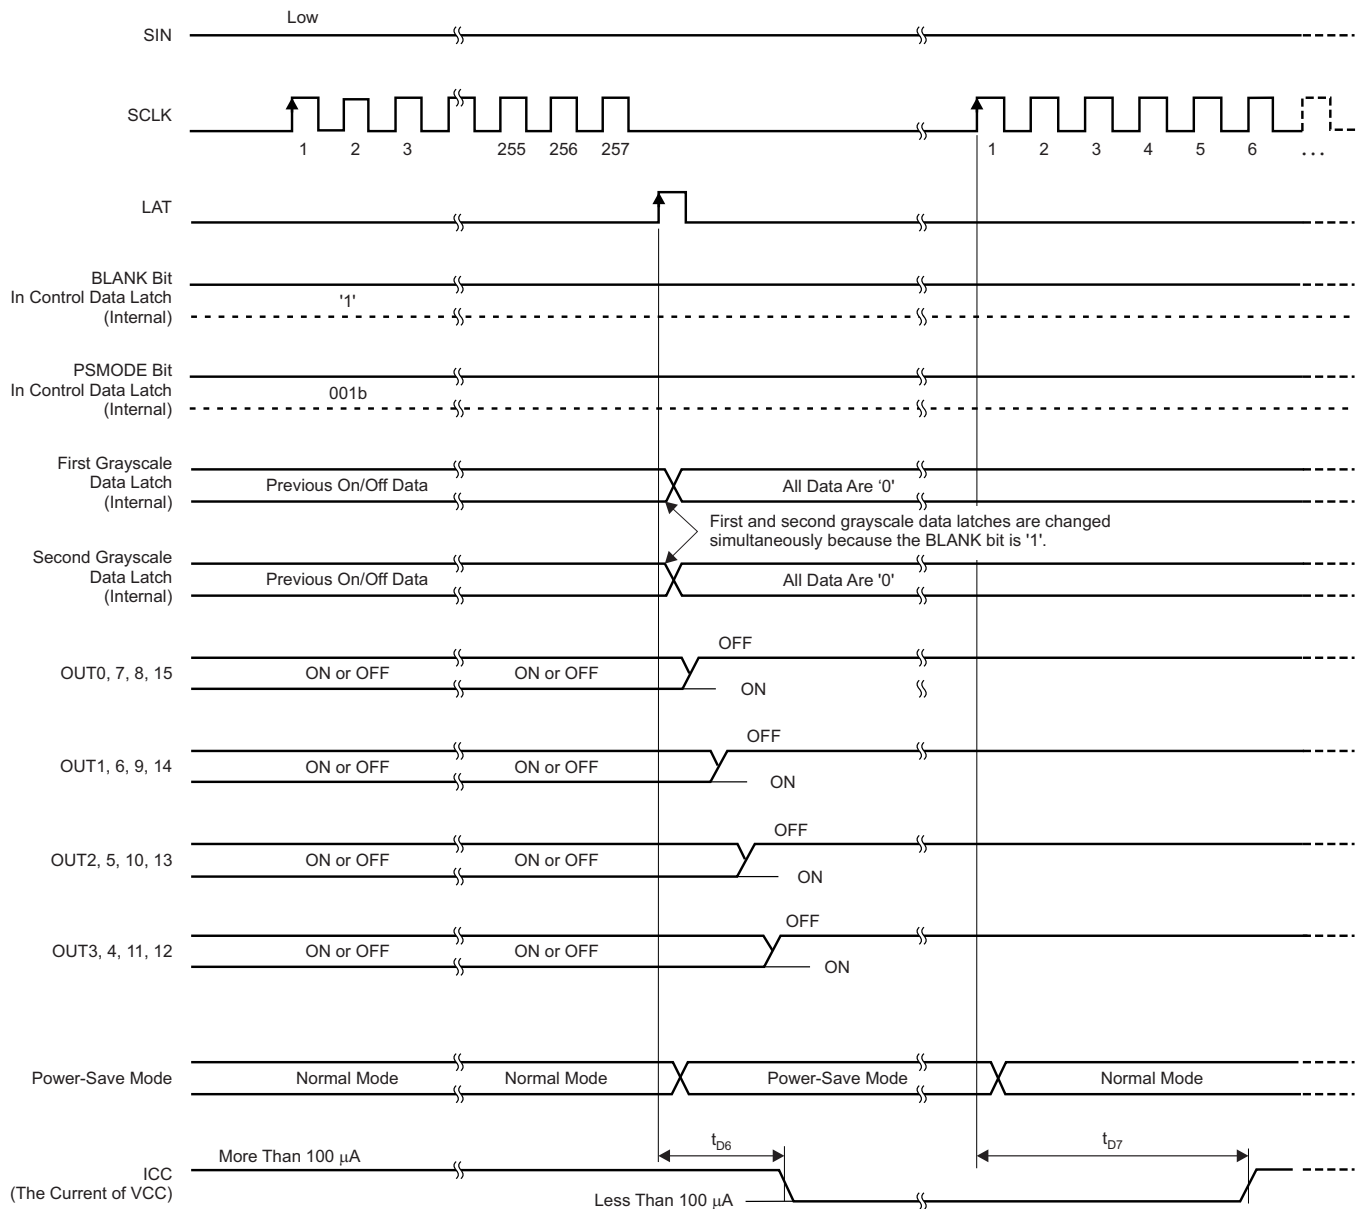 Low
SIN
SCLK
1 2 3 255 256 257 1 2 3 4 5 6 ...
LAT
BLANK Bit
In Control Data Latch
(Internal)
'1'
PSMODE Bit
In Control Data Latch
(Internal)
001b
First Grayscale
Data Latch
(Internal)
Previous On/Off Data
All Data Are ‘0'
First and second grayscale data latches are changed
simultaneously because the BLANK bit is '1'.
Second Grayscale
Data Latch
(Internal)
Previous On/Off Data
All Data Are '0'
OUT0, 7, 8, 15
ON or OFF
ON or OFF
OFF
ON
OUT1, 6, 9, 14
ON or OFF
ON or OFF
OFF
ON
OUT2, 5, 10, 13
ON or OFF
ON or OFF
OFF
ON
OUT3, 4, 11, 12
ON or OFF
ON or OFF
OFF
ON
Power-Save Mode
Normal Mode
Normal Mode
Power-Save Mode
Normal Mode
ICC
(The Current of VCC)
More Than 100 μA
tD6
Less Than 100 μA
tD7